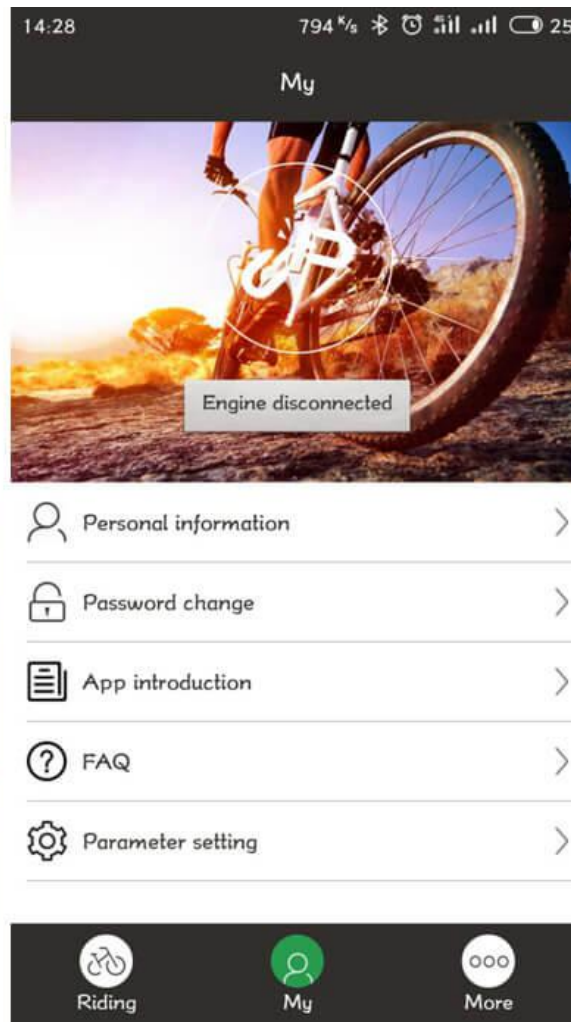 14:28
794 K/s 4G 25
My
Engine disconnected
Personal information
Password change
App introduction
FAQ
Parameter setting
Riding
My
More